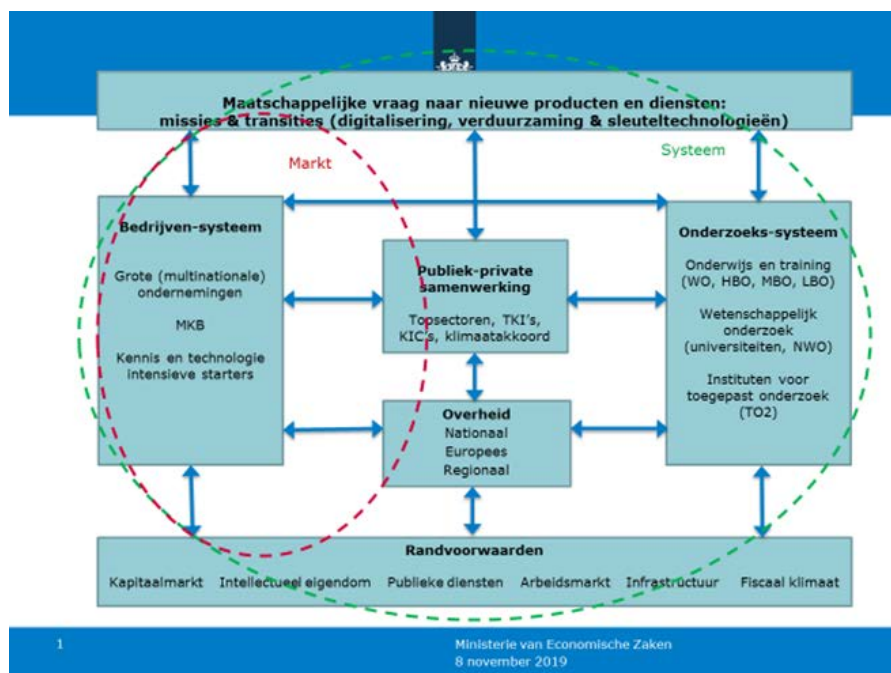 Maatschappelijke vraag naar nieuwe producten en diensten:
missies & transities (digitalisering, verduurzaming & sleuteltechnologieën)
Markt
Systeem
Bedrijven-systeem
Grote (multinationale)
ondernemingen
MKB
Kennis en technologie
intensieve starters
Publiek-private
samenwerking
Topsectoren, TKI's,
KIC's, klimaatakkoord
Overheid
Nationaal
Europees
Regionaal
Onderzoeks-systeem
Onderwijs en training
(WO, HBO, MBO, LBO)
Wetenschappelijk
onderzoek
(universiteiten, NWO)
Instituten voor
toegepast onderzoek
(TO2)
Randvoorwaarden
Kapitaalmarkt Intellectueel eigendom Publieke diensten Arbeidsmarkt Infrastructuur Fiscaal klimaat
1
Ministerie van Economische Zaken
8 november 2019